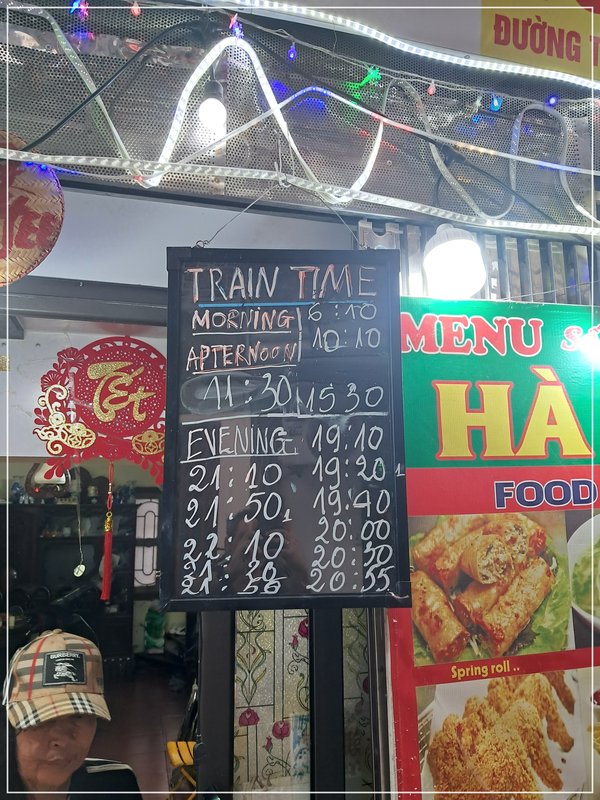 ĐƯỜNG T
TRAIN TIME
MORNING 6:10
10:10
APTERNOON
11:30 15 30
EVENING 19:10
21:10 19:20
21:50 19:40
22:10 20:00
20:30
20:55
Tết
MENU
HÀ
FOOD
Spring roll ..
BURBERRY